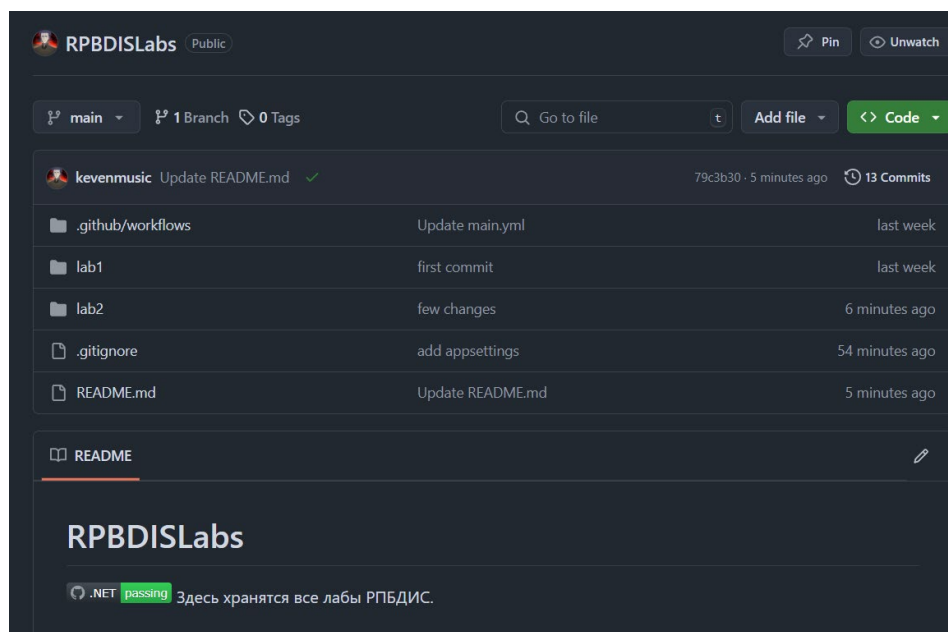 RPBDISLabs Public Pin Unwatch
main 1 Branch 0 Tags Go to file t Add file <> Code
kevenmusic Update README.md 79c3b30 · 5 minutes ago 13 Commits
.github/workflows Update main.yml last week
lab1 first commit last week
lab2 few changes 6 minutes ago
.gitignore add appsettings 54 minutes ago
README.md Update README.md 5 minutes ago
README
RPBDISLabs
.NET passing Здесь хранятся все лабы РПБДИС.